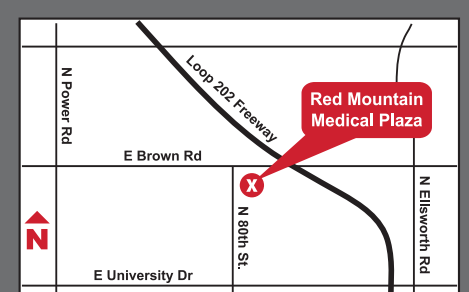 N Power Rd
Loop 202 Freeway
Red Mountain
Medical Plaza
E Brown Rd
X
N 80th St.
N Ellsworth Rd
N
E University Dr